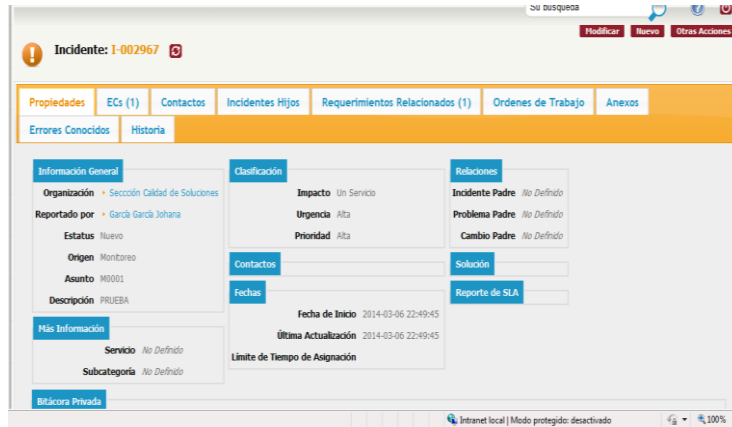 Su búsqueda
Modificar Nuevo Otras Acciones
Incidente: I-002967
Propiedades ECs (1) Contactos Incidentes Hijos Requerimientos Relacionados (1) Ordenes de Trabajo Anexos
Errores Conocidos Historia
Información General
Organización Seccción Calidad de Soluciones
Reportado por García García Johana
Estatus Nuevo
Origen Monitoreo
Asunto M0001
Descripción PRUEBA
Más Información
Servicio No Definido
Subcategoría No Definido
Clasificación
Impacto Un Servicio
Urgencia Alta
Prioridad Alta
Contactos
Fechas
Fecha de Inicio 2014-03-06 22:49:45
Última Actualización 2014-03-06 22:49:45
Límite de Tiempo de Asignación
Relaciones
Incidente Padre No Definido
Problema Padre No Definido
Cambio Padre No Definido
Solución
Reporte de SLA
Bitácora Privada
Intranet local | Modo protegido: desactivado 100%